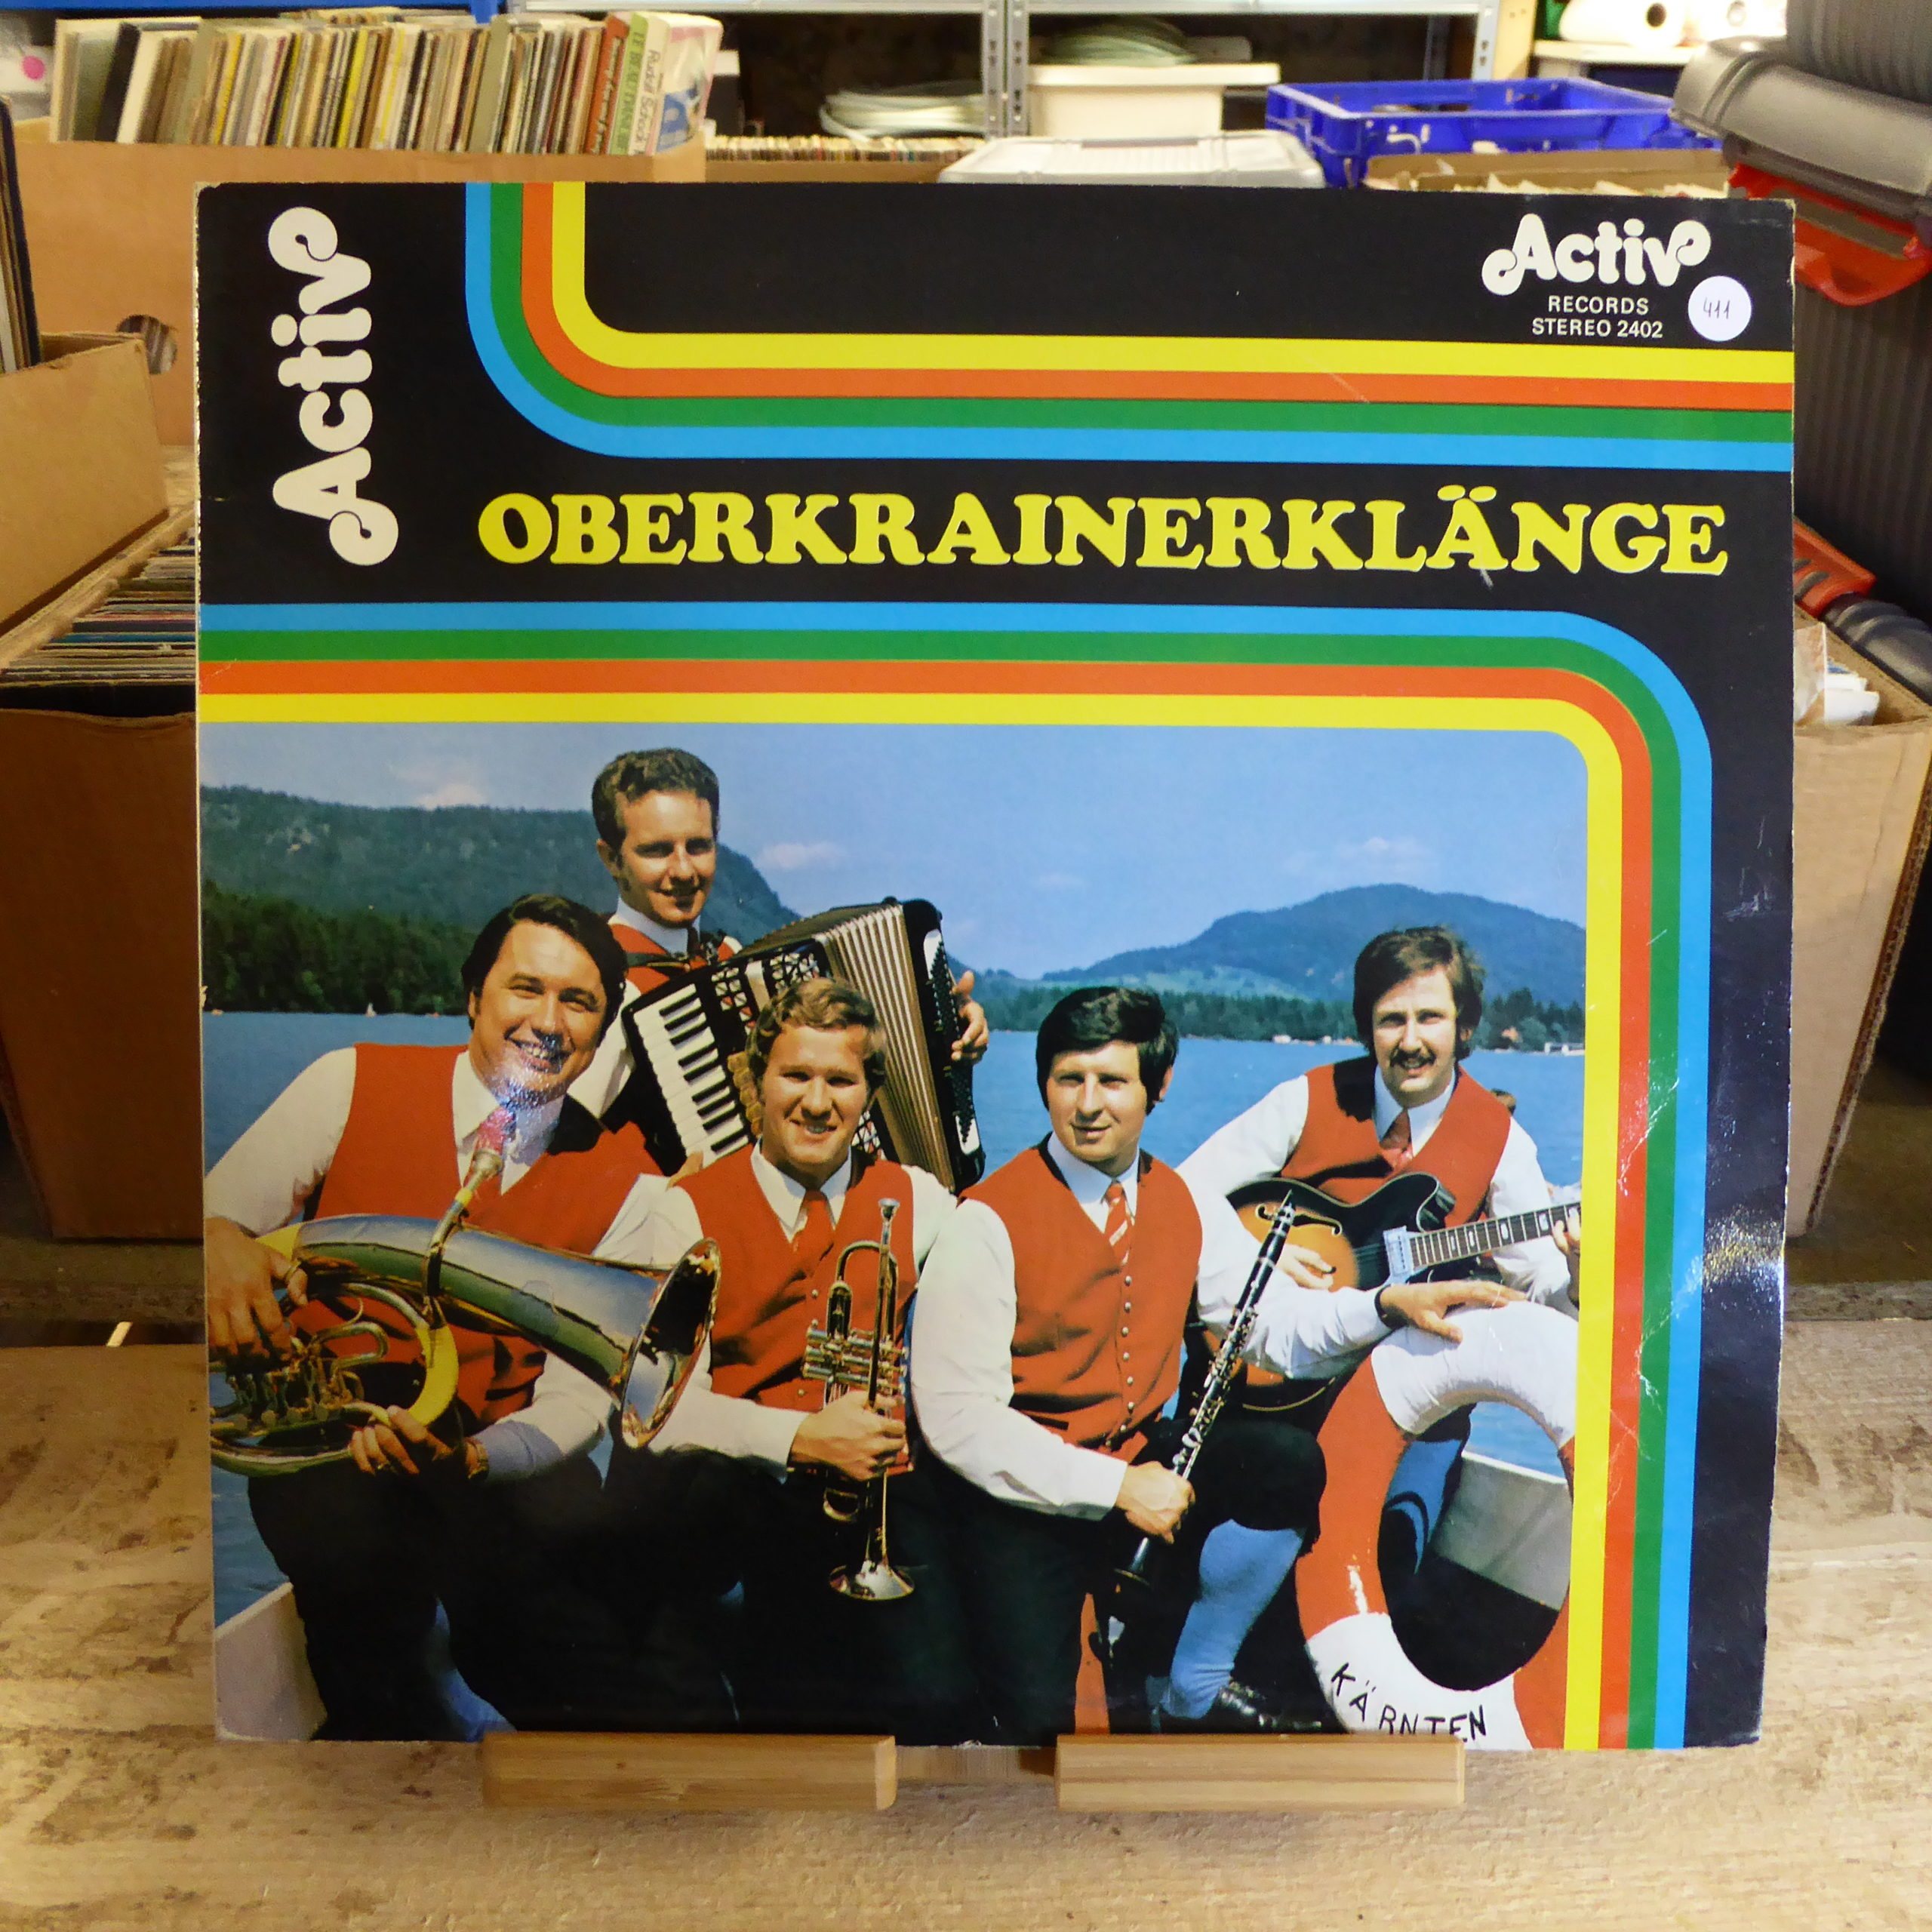 Activ
Activ
RECORDS
STEREO 2402
411
OBERKRAINERKLÄNGE
KÄRNTEN